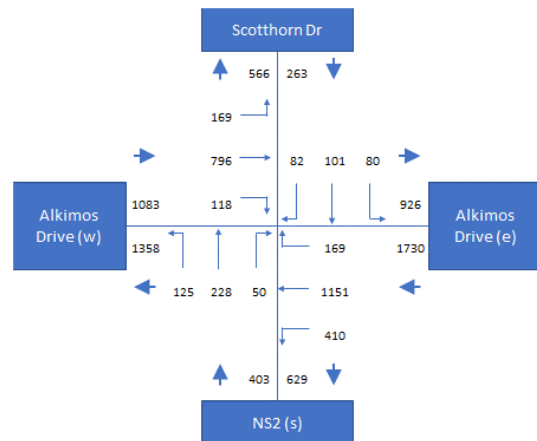 Scotthorn Dr
566 263
169
796 82 101 80
Alkimos
Drive (w)
1083 118 926
Alkimos
Drive (e)
1358 169 1730
125 228 50 1151
410
403 629
NS2 (s)